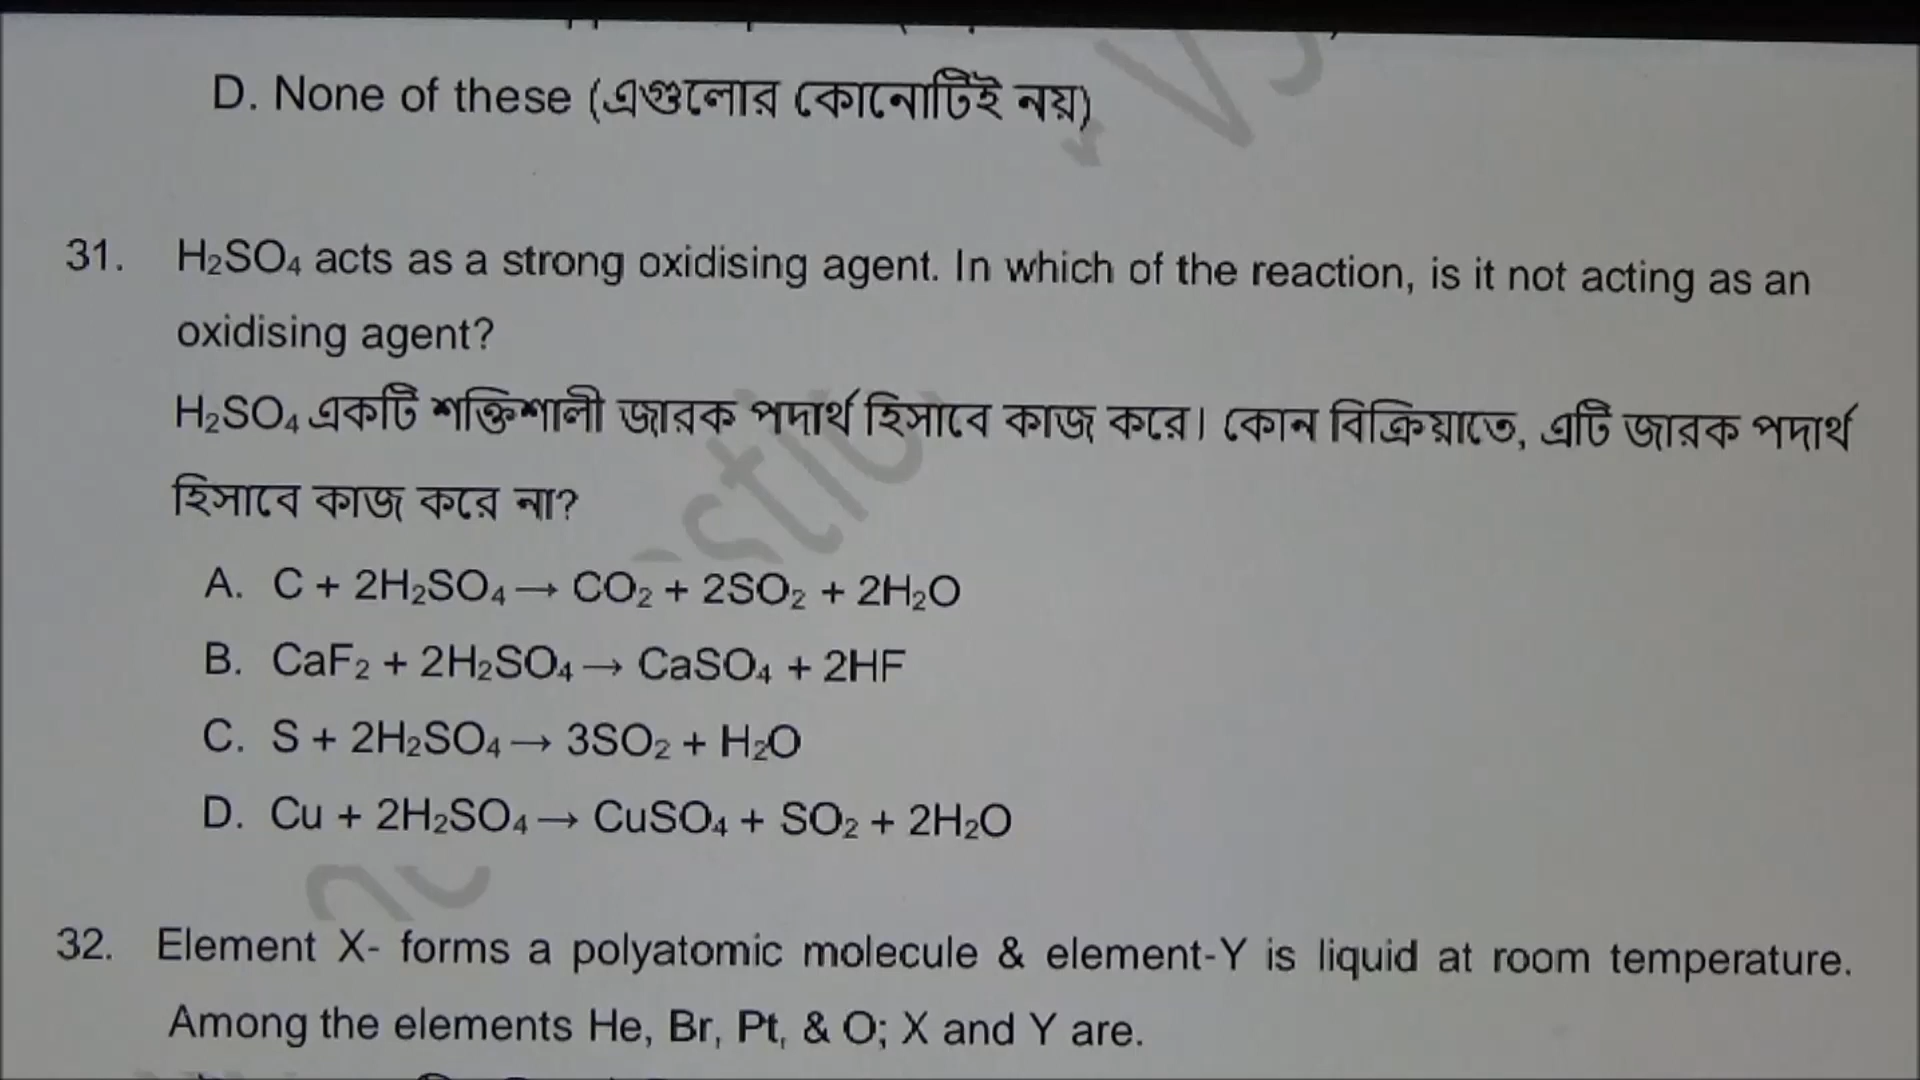 D. None of these (এগুলোর কোনোটিই নয়)
31. H₂SO₄ acts as a strong oxidising agent. In which of the reaction, is it not acting as an
oxidising agent?
H₂SO₄ একটি শক্তিশালী জারক পদার্থ হিসাবে কাজ করে। কোন বিক্রিয়াতে, এটি জারক পদার্থ
হিসাবে কাজ করে না?
A. C + 2H₂SO₄ → CO₂ + 2SO₂ + 2H₂O
B. CaF₂ + 2H₂SO₄ → CaSO₄ + 2HF
C. S + 2H₂SO₄ → 3SO₂ + H₂O
D. Cu + 2H₂SO₄ → CuSO₄ + SO₂ + 2H₂O
32. Element X- forms a polyatomic molecule & element-Y is liquid at room temperature.
Among the elements He, Br, Pt, & O; X and Y are.